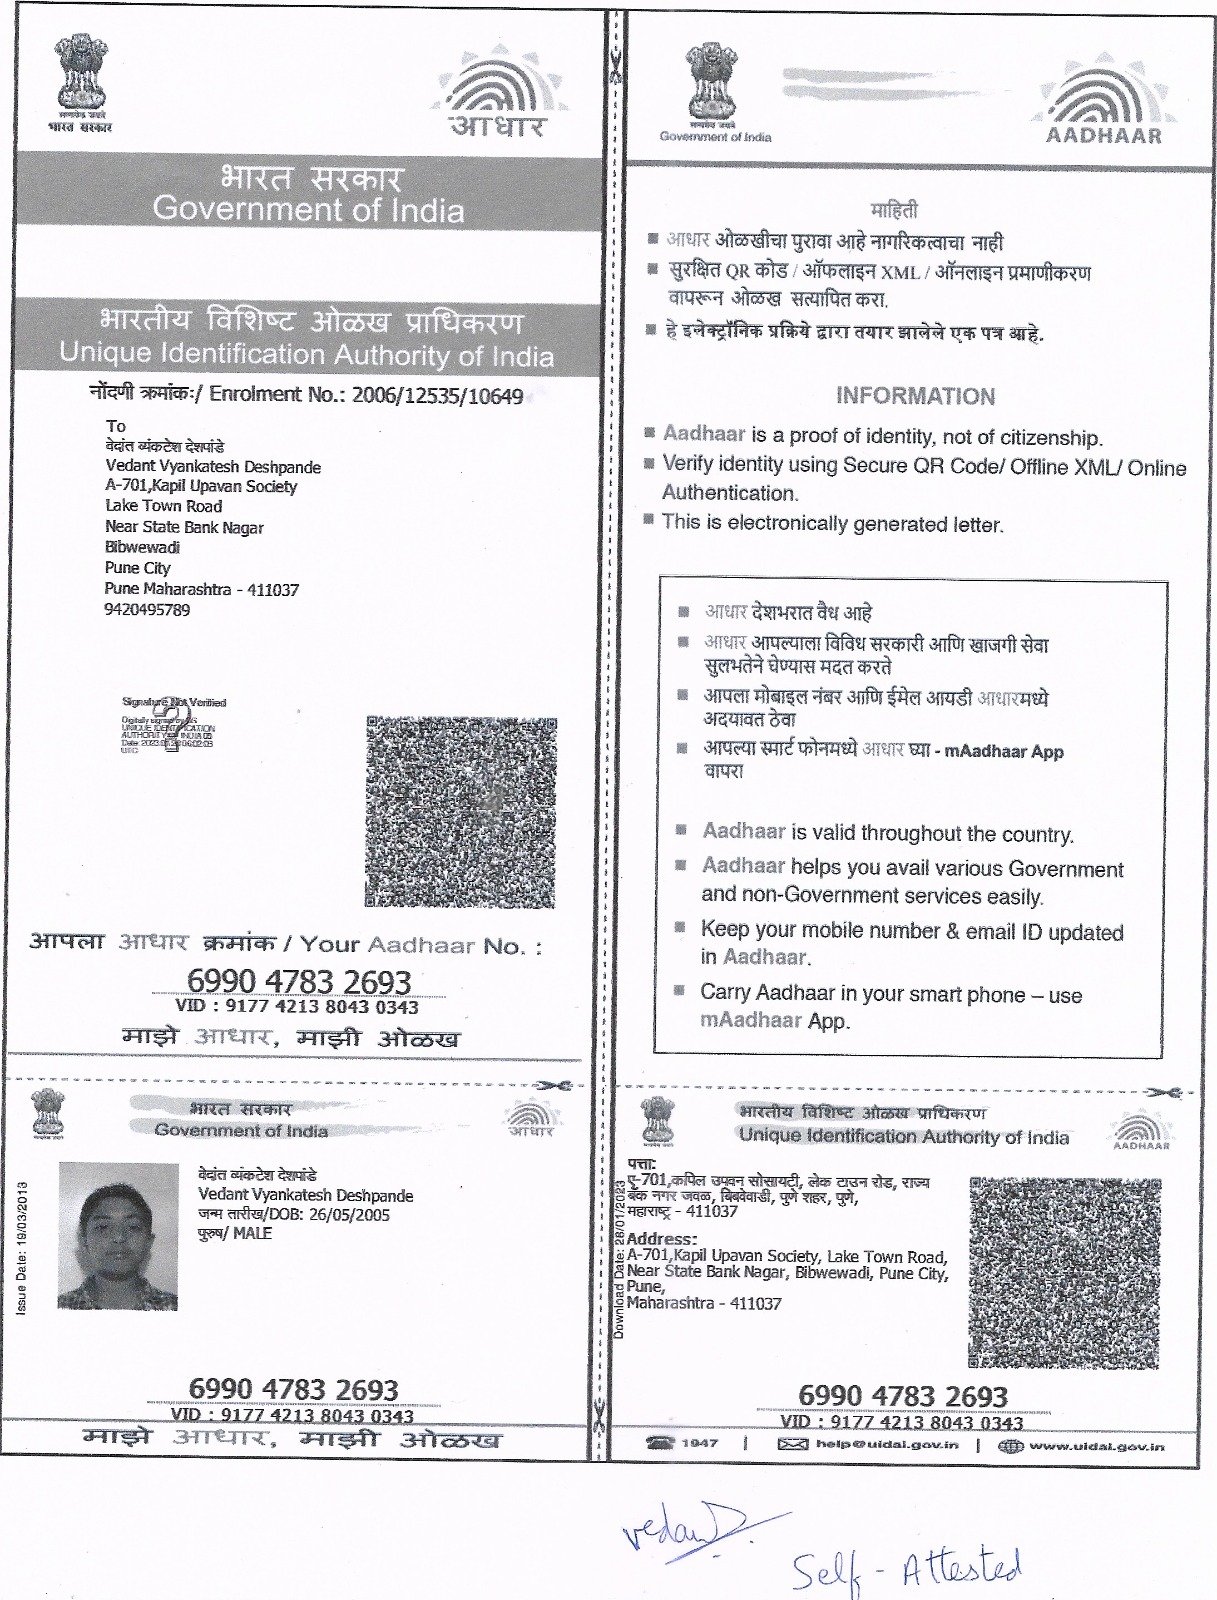 सत्यमेव जयते
भारत सरकार
आधार
भारत सरकार
Government of India
भारतीय विशिष्ट ओळख प्राधिकरण
Unique Identification Authority of India
नोंदणी क्रमांक:/ Enrolment No.: 2006/12535/10649
To
वेदांत व्यंकटेश देशपांडे
Vedant Vyankatesh Deshpande
A-701,Kapil Upavan Society
Lake Town Road
Near State Bank Nagar
Bibwewadi
Pune City
Pune Maharashtra - 411037
9420495789
Signature Not Verified
Digitally signed by DS
UNIQUE IDENTIFICATION
AUTHORITY OF INDIA 05
UTC
आपला आधार क्रमांक / Your Aadhaar No. :
6990 4783 2693
VID : 9177 4213 8043 0343
माझे आधार, माझी ओळख
भारत सरकार
Government of India
आधार
Issue Date: 19/03/2013
वेदांत व्यंकटेश देशपांडे
Vedant Vyankatesh Deshpande
जन्म तारीख/DOB: 26/05/2005
पुरुष/ MALE
6990 4783 2693
VID : 9177 4213 8043 0343
माझे आधार, माझी ओळख
सत्यमेव जयते
Government of India
AADHAAR
माहिती
■ आधार ओळखीचा पुरावा आहे नागरिकत्वाचा नाही
■ सुरक्षित QR कोड / ऑफलाइन XML / ऑनलाइन प्रमाणीकरण
वापरून ओळख सत्यापित करा.
■ हे इलेक्ट्रॉनिक प्रक्रिये द्वारा तयार झालेले एक पत्र आहे.
INFORMATION
■ Aadhaar is a proof of identity, not of citizenship.
■ Verify identity using Secure QR Code/ Offline XML/ Online
Authentication.
■ This is electronically generated letter.
■ आधार देशभरात वैध आहे
■ आधार आपल्याला विविध सरकारी आणि खाजगी सेवा
सुलभतेने घेण्यास मदत करते
■ आपला मोबाइल नंबर आणि ईमेल आयडी आधारमध्ये
अद्यावत ठेवा
■ आपल्या स्मार्ट फोनमध्ये आधार घ्या - mAadhaar App
वापरा
■ Aadhaar is valid throughout the country.
■ Aadhaar helps you avail various Government
and non-Government services easily.
■ Keep your mobile number & email ID updated
in Aadhaar.
■ Carry Aadhaar in your smart phone – use
mAadhaar App.
भारतीय विशिष्ट ओळख प्राधिकरण
Unique Identification Authority of India
AADHAAR
Download Date: 28/01/2023
पत्ता:
ए-701,कपिल उपवन सोसायटी, लेक टाउन रोड, राज्य
बँक नगर जवळ, बिबवेवाडी, पुणे शहर, पुणे,
महाराष्ट्र - 411037
Address:
A-701,Kapil Upavan Society, Lake Town Road,
Near State Bank Nagar, Bibwewadi, Pune City,
Pune,
Maharashtra - 411037
6990 4783 2693
VID : 9177 4213 8043 0343
1947 | help@uidai.gov.in | www.uidai.gov.in
vedant
Self - Attested